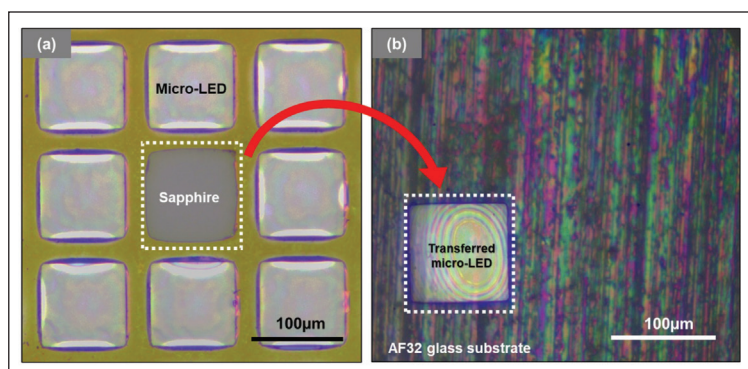 (a)
Micro-LED
Sapphire
100μm
(b)
Transferred
micro-LED
100μm
AF32 glass substrate